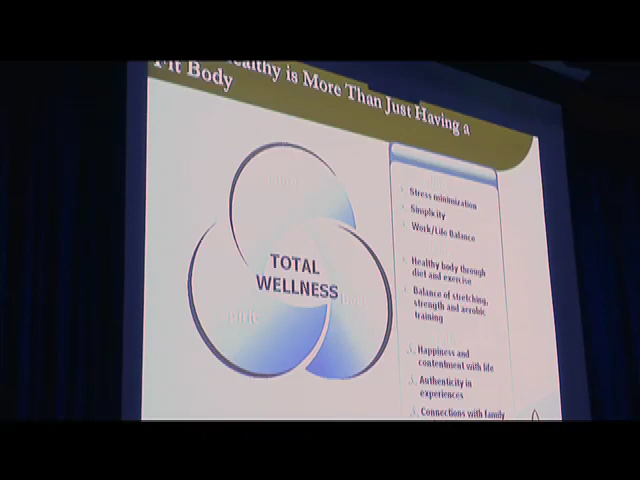 ealthy is More Than Just Having a
Fit Body
TOTAL
WELLNESS
Stress minimization
Simplicity
Work/Life Balance
Healthy body through
diet and exercise
Balance of stretching,
strength and aerobic
training
Happiness and
contentment with life
Authenticity in
experiences
Connections with family